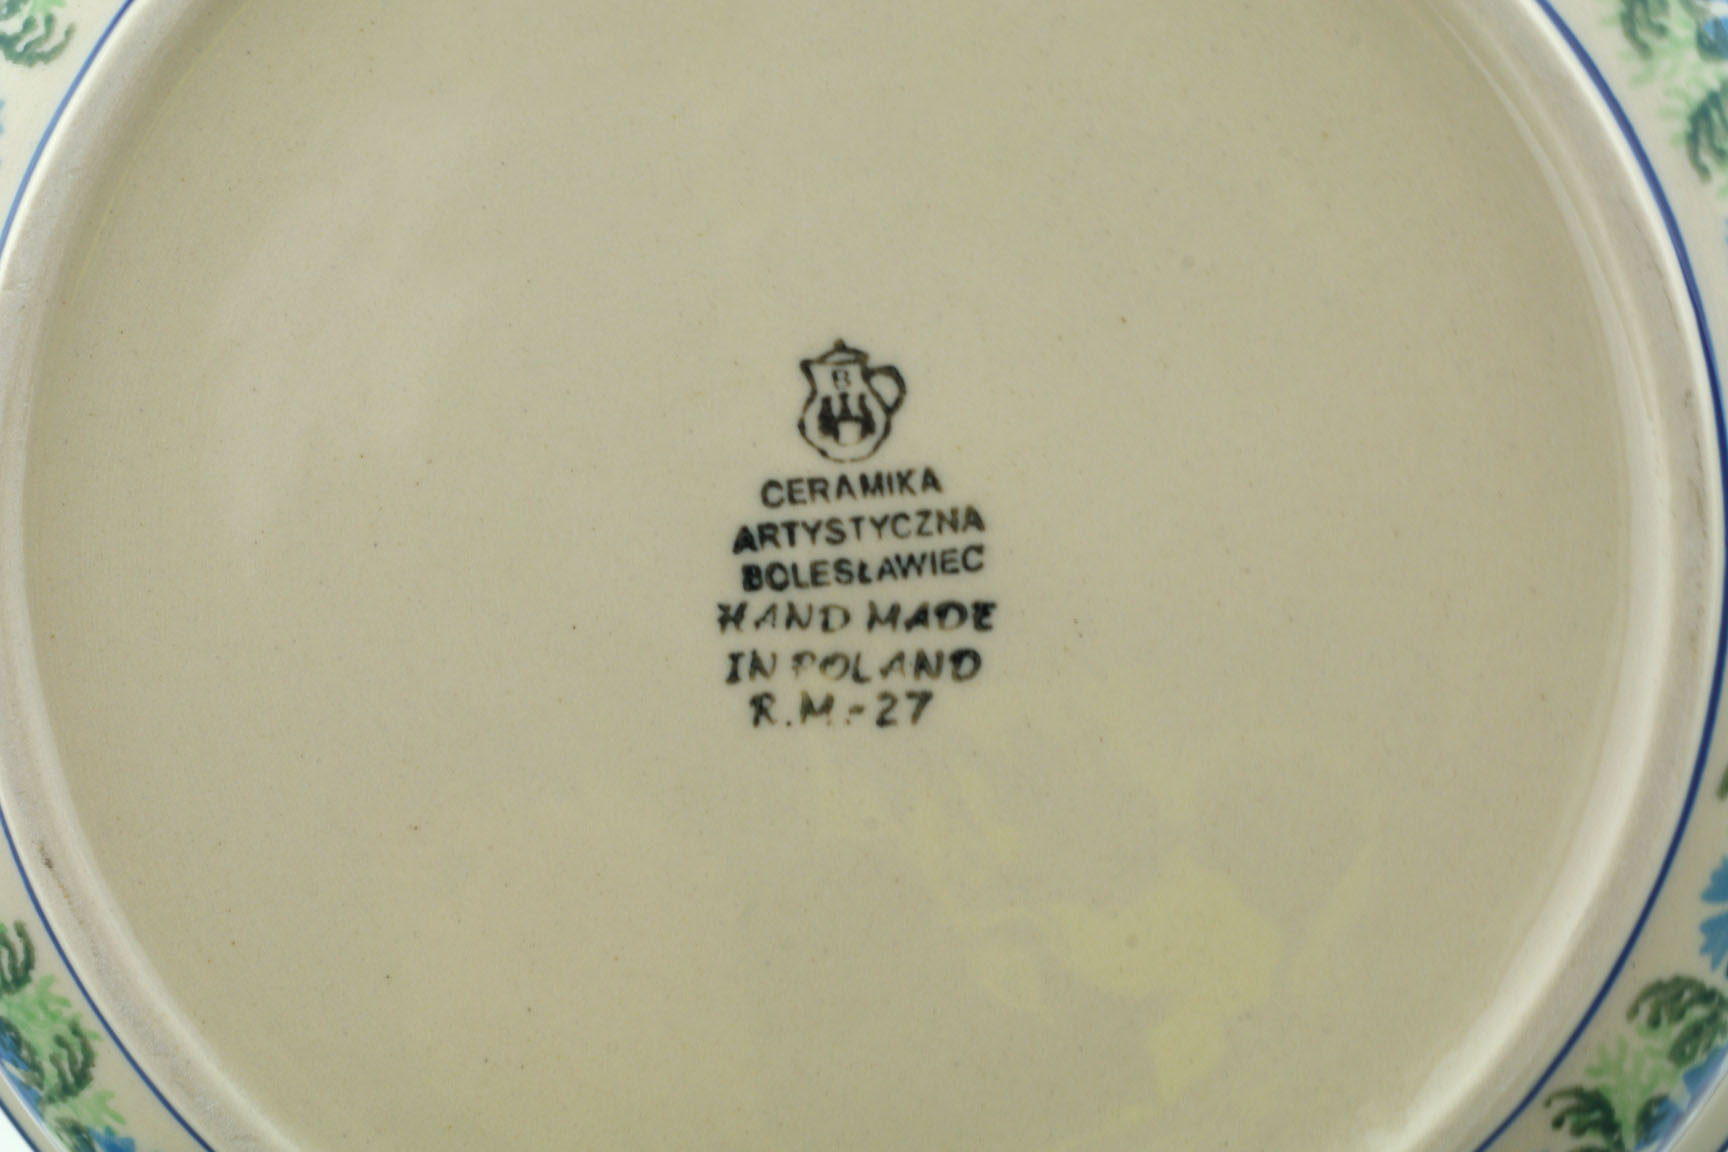 B
CERAMIKA
ARTYSTYCZNA
BOLESŁAWIEC
HAND MADE
IN POLAND
R.M.-27